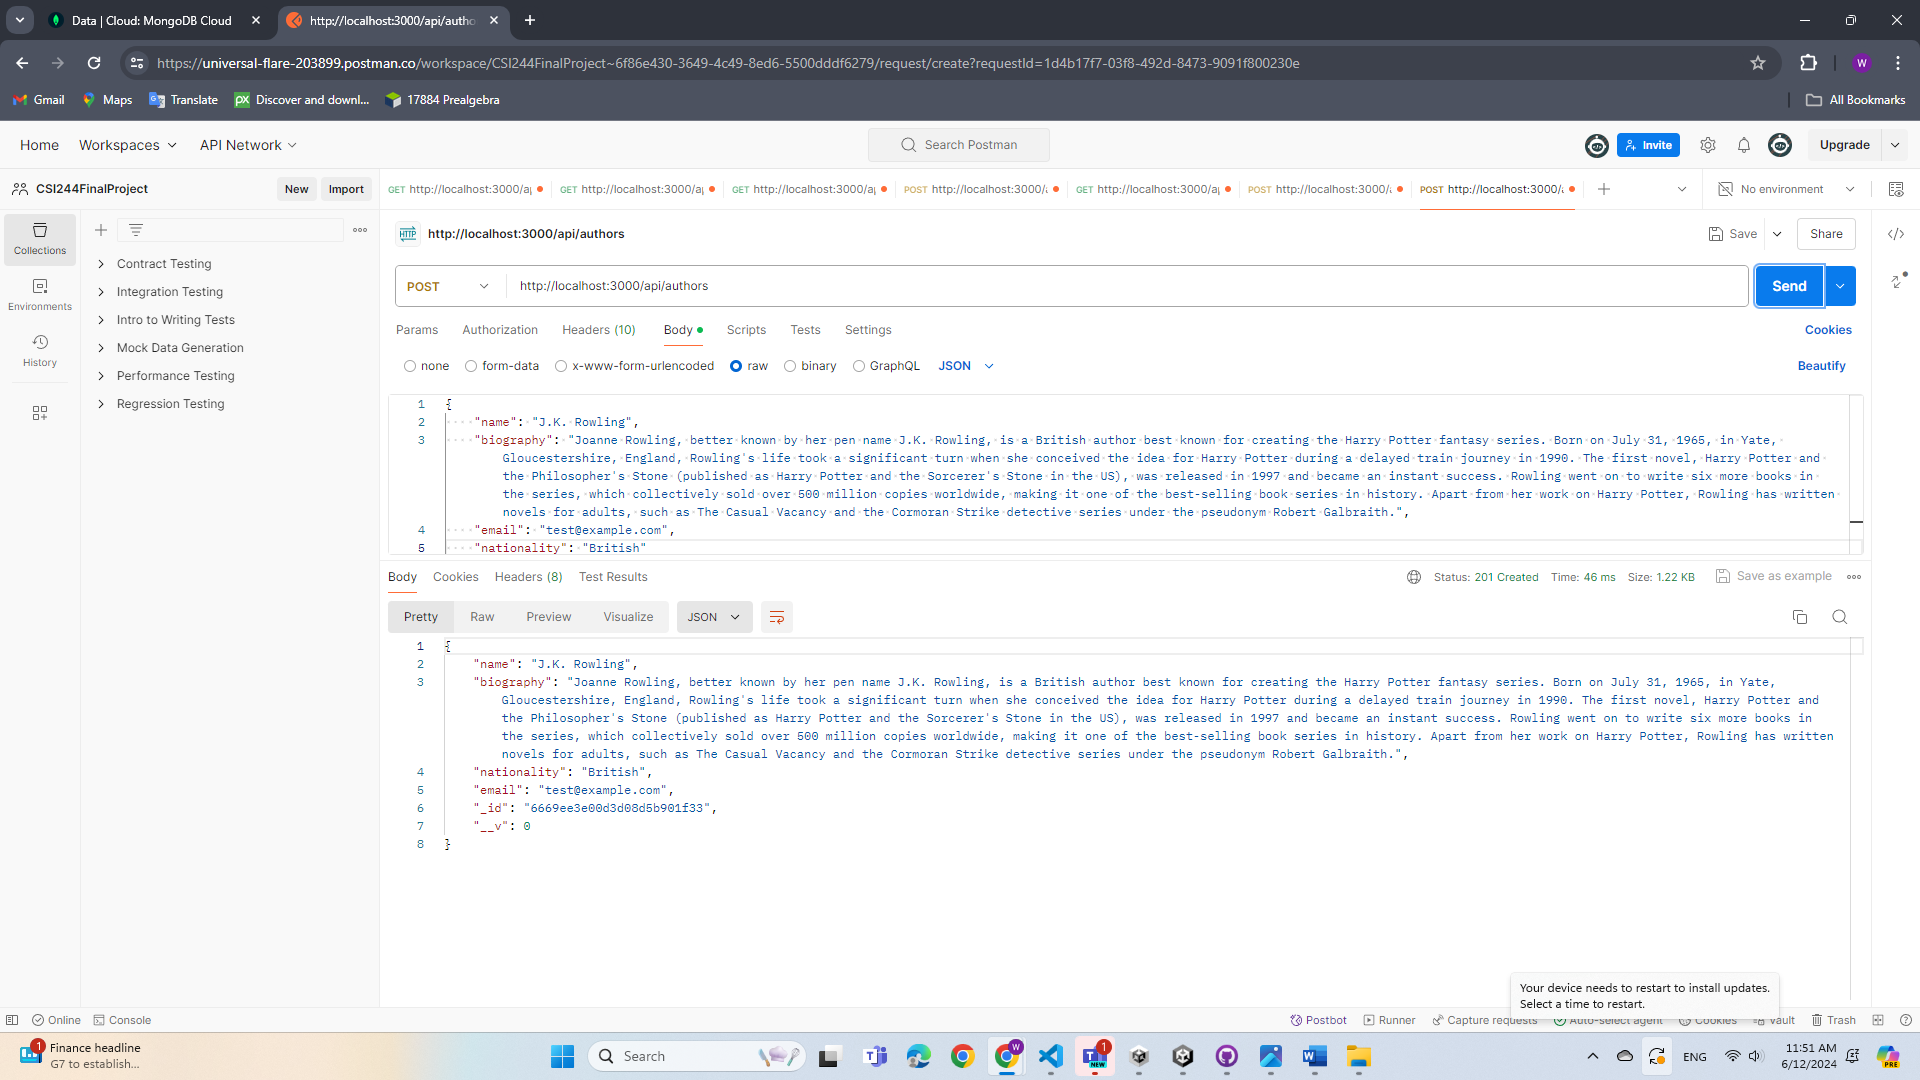 Data | Cloud: MongoDB Cloud
http://localhost:3000/api/autho
https://universal-flare-203899.postman.co/workspace/CSI244FinalProject~6f86e430-3649-4c49-8ed6-5500dddf6279/request/create?requestId=1d4b17f7-03f8-492d-8473-9091f800230e
W
Gmail
Maps
Translate
Discover and downl...
17884 Prealgebra
All Bookmarks
Home
Workspaces
API Network
Search Postman
Invite
Upgrade
CSI244FinalProject
New
Import
GET http://localhost:3000/a
GET http://localhost:3000/a
GET http://localhost:3000/a
POST http://localhost:3000/
GET http://localhost:3000/a
POST http://localhost:3000/
POST http://localhost:3000/
No environment
Collections
Environments
History
Contract Testing
Integration Testing
Intro to Writing Tests
Mock Data Generation
Performance Testing
Regression Testing
HTTP http://localhost:3000/api/authors
Save
Share
POST
http://localhost:3000/api/authors
Send
Params
Authorization
Headers (10)
Body
Scripts
Tests
Settings
Cookies
none
form-data
x-www-form-urlencoded
raw
binary
GraphQL
JSON
Beautify
1 {
2 "name": "J.K. Rowling",
3 "biography": "Joanne Rowling, better known by her pen name J.K. Rowling, is a British author best known for creating the Harry Potter fantasy series. Born on July 31, 1965, in Yate,
Gloucestershire, England, Rowling's life took a significant turn when she conceived the idea for Harry Potter during a delayed train journey in 1990. The first novel, Harry Potter and
the Philosopher's Stone (published as Harry Potter and the Sorcerer's Stone in the US), was released in 1997 and became an instant success. Rowling went on to write six more books in
the series, which collectively sold over 500 million copies worldwide, making it one of the best-selling book series in history. Apart from her work on Harry Potter, Rowling has written
novels for adults, such as The Casual Vacancy and the Cormoran Strike detective series under the pseudonym Robert Galbraith.",
4 "email": "test@example.com",
5 "nationality": "British"
Body
Cookies
Headers (8)
Test Results
Status: 201 Created
Time: 46 ms
Size: 1.22 KB
Save as example
Pretty
Raw
Preview
Visualize
JSON
1 {
2 "name": "J.K. Rowling",
3 "biography": "Joanne Rowling, better known by her pen name J.K. Rowling, is a British author best known for creating the Harry Potter fantasy series. Born on July 31, 1965, in Yate,
Gloucestershire, England, Rowling's life took a significant turn when she conceived the idea for Harry Potter during a delayed train journey in 1990. The first novel, Harry Potter and
the Philosopher's Stone (published as Harry Potter and the Sorcerer's Stone in the US), was released in 1997 and became an instant success. Rowling went on to write six more books in
the series, which collectively sold over 500 million copies worldwide, making it one of the best-selling book series in history. Apart from her work on Harry Potter, Rowling has written
novels for adults, such as The Casual Vacancy and the Cormoran Strike detective series under the pseudonym Robert Galbraith.",
4 "nationality": "British",
5 "email": "test@example.com",
6 "_id": "6669ee3e00d3d08d5b901f33",
7 "__v": 0
8 }
Your device needs to restart to install updates.
Select a time to restart.
Online
Console
Postbot
Runner
Capture requests
Auto-select agent
Cookies
Vault
Trash
1
Finance headline
G7 to establish...
Search
W
1
NEW
ENG
11:51 AM
6/12/2024
PRE